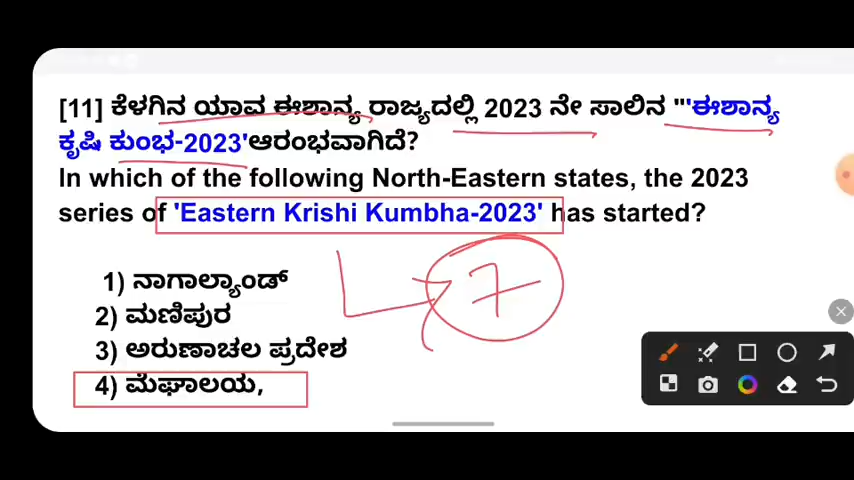 [11] ಕೆಳಗಿನ ಯಾವ ಈಶಾನ್ಯ ರಾಜ್ಯದಲ್ಲಿ 2023 ನೇ ಸಾಲಿನ "'ಈಶಾನ್ಯ
ಕೃಷಿ ಕುಂಭ-2023'ಆರಂಭವಾಗಿದೆ?
In which of the following North-Eastern states, the 2023
series of 'Eastern Krishi Kumbha-2023' has started?
1) ನಾಗಾಲ್ಯಾಂಡ್
7
2) ಮಣಿಪುರ
3) ಅರುಣಾಚಲ ಪ್ರದೇಶ
4) ಮೆಘಾಲಯ,